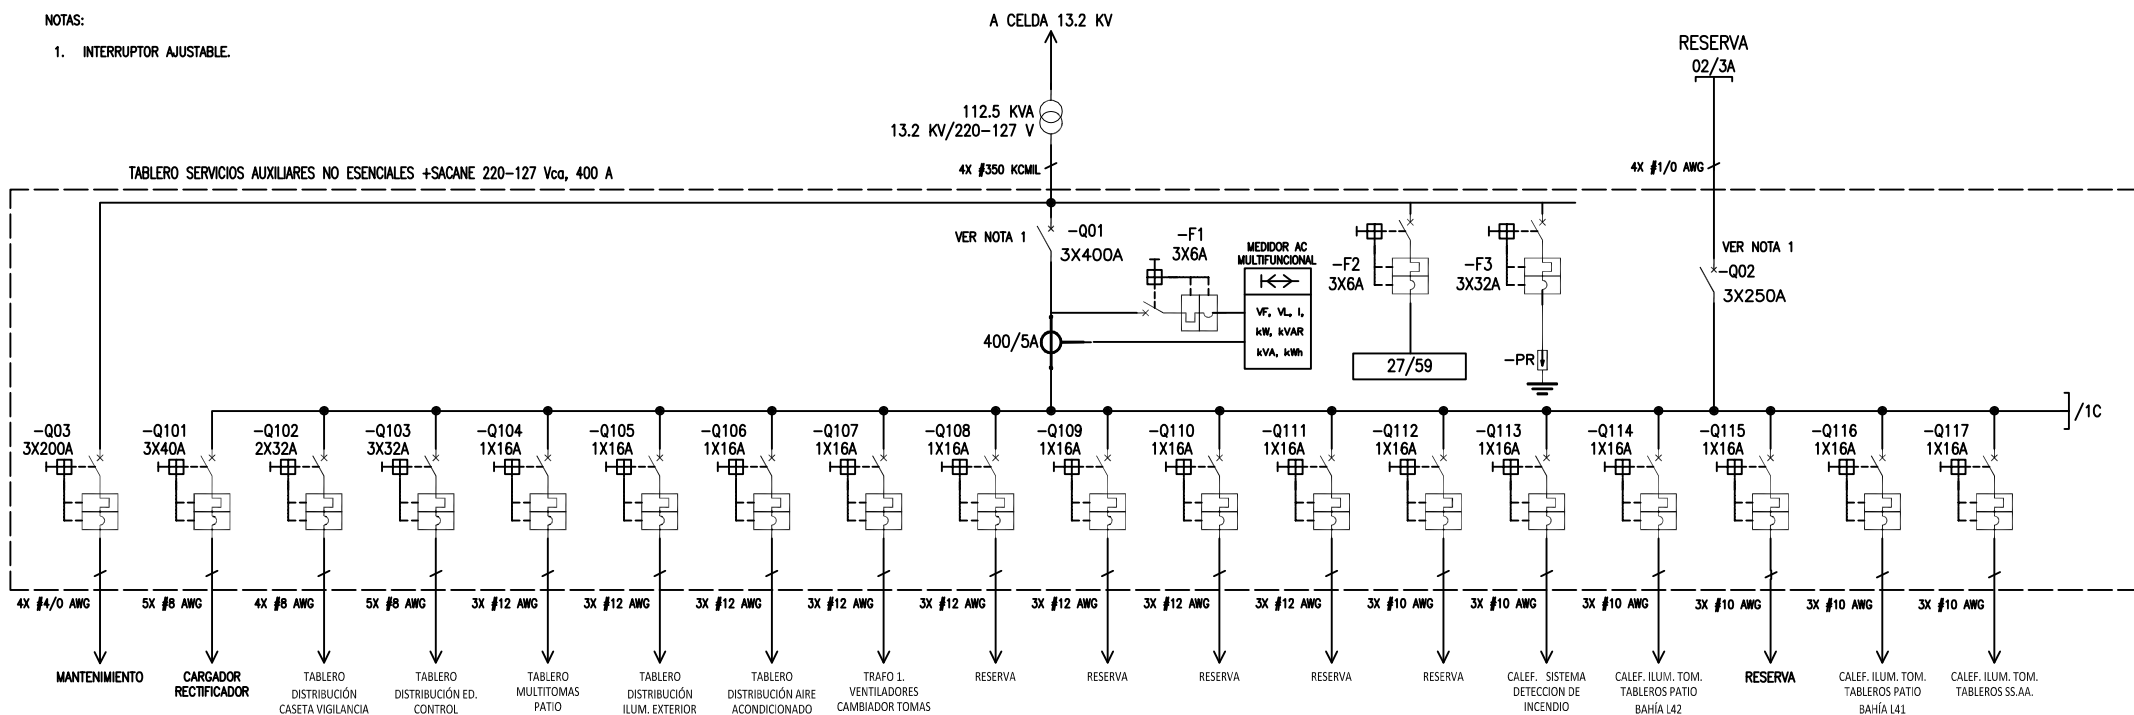 NOTAS:
1. INTERRUPTOR AJUSTABLE.
A CELDA 13.2 KV
RESERVA
02/3A
112.5 KVA
13.2 KV/220-127 V
TABLERO SERVICIOS AUXILIARES NO ESENCIALES +SACANE 220-127 Vca, 400 A
4X #350 KCMIL
4X #1/0 AWG
VER NOTA 1
-Q01
3X400A
-F1
3X6A
MEDIDOR AC
MULTIFUNCIONAL
VF, VL, I,
kW, kVAR
kVA, kWh
400/5A
-F2
3X6A
27/59
-F3
3X32A
-PR
VER NOTA 1
-Q02
3X250A
/1C
-Q03
3X200A
-Q101
3X40A
-Q102
2X32A
-Q103
3X32A
-Q104
1X16A
-Q105
1X16A
-Q106
1X16A
-Q107
1X16A
-Q108
1X16A
-Q109
1X16A
-Q110
1X16A
-Q111
1X16A
-Q112
1X16A
-Q113
1X16A
-Q114
1X16A
-Q115
1X16A
-Q116
1X16A
-Q117
1X16A
4X #4/0 AWG
5X #8 AWG
4X #8 AWG
5X #8 AWG
3X #12 AWG
3X #12 AWG
3X #12 AWG
3X #12 AWG
3X #12 AWG
3X #12 AWG
3X #12 AWG
3X #12 AWG
3X #10 AWG
3X #10 AWG
3X #10 AWG
3X #10 AWG
3X #10 AWG
3X #10 AWG
MANTENIMIENTO
CARGADOR
RECTIFICADOR
TABLERO
DISTRIBUCIÓN
CASETA VIGILANCIA
TABLERO
DISTRIBUCIÓN ED.
CONTROL
TABLERO
MULTITOMAS
PATIO
TABLERO
DISTRIBUCIÓN
ILUM. EXTERIOR
TABLERO
DISTRIBUCIÓN AIRE
ACONDICIONADO
TRAFO 1.
VENTILADORES
CAMBIADOR TOMAS
RESERVA
RESERVA
RESERVA
RESERVA
RESERVA
CALEF. SISTEMA
DETECCION DE
INCENDIO
CALEF. ILUM. TOM.
TABLEROS PATIO
BAHÍA L42
RESERVA
CALEF. ILUM. TOM.
TABLEROS PATIO
BAHÍA L41
CALEF. ILUM. TOM.
TABLEROS SS.AA.